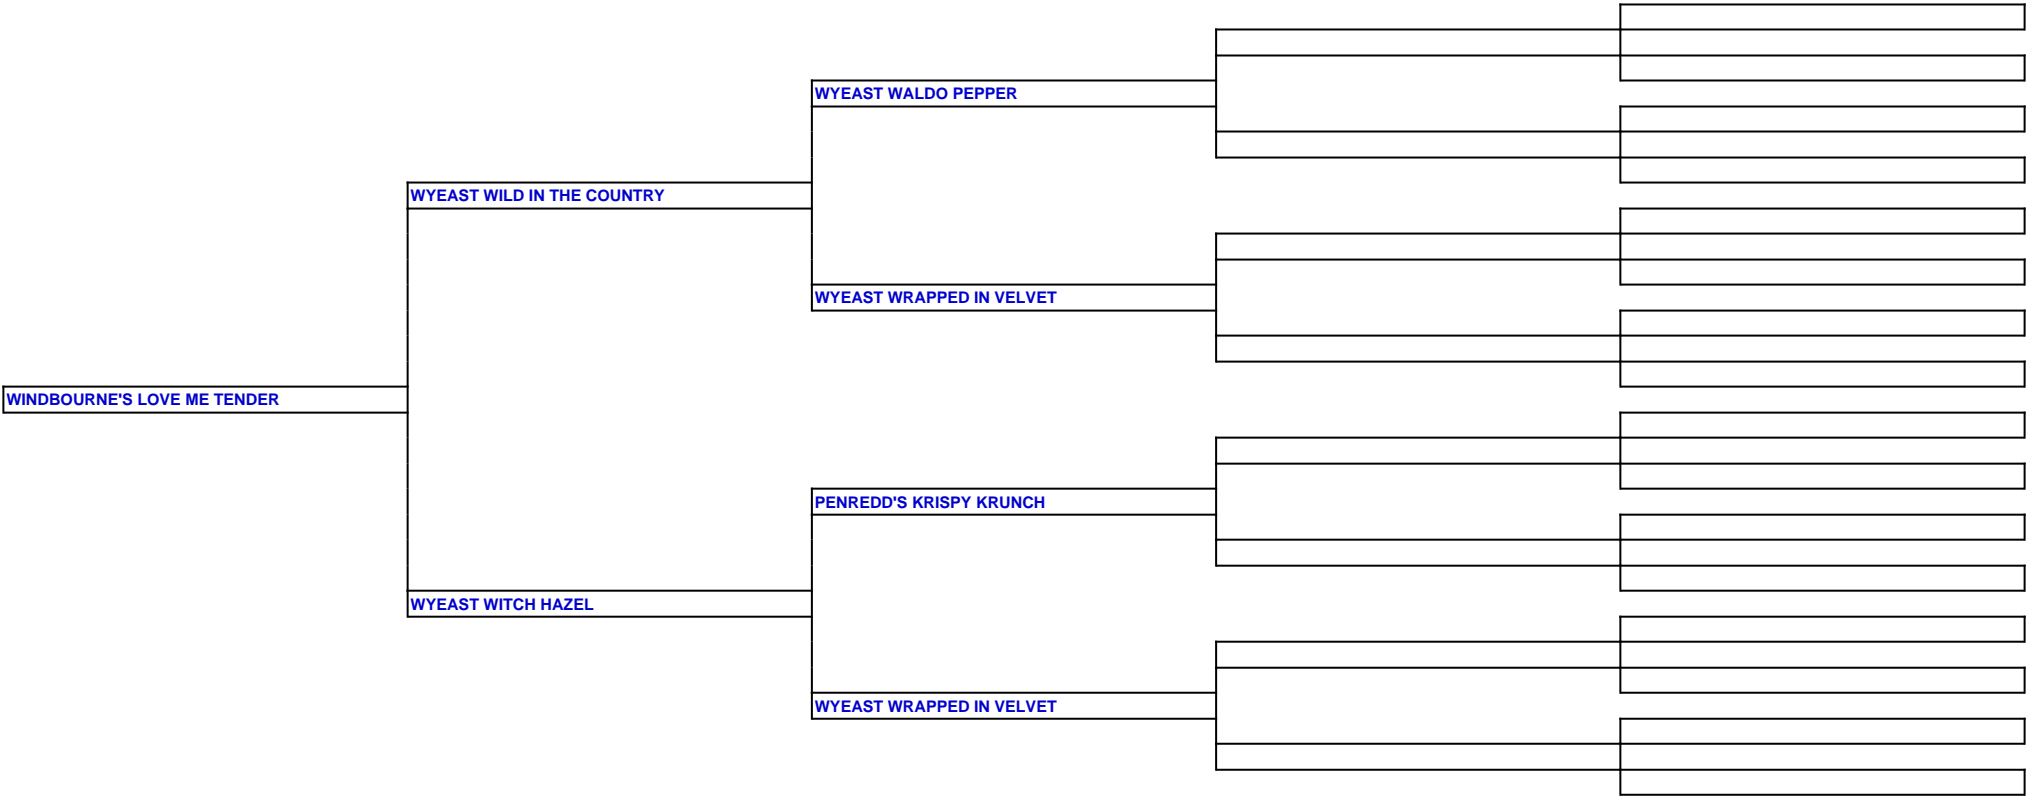 WYEAST WALDO PEPPER
WYEAST WILD IN THE COUNTRY
WYEAST WRAPPED IN VELVET
WINDBOURNE'S LOVE ME TENDER
PENREDD'S KRISPY KRUNCH
WYEAST WITCH HAZEL
WYEAST WRAPPED IN VELVET